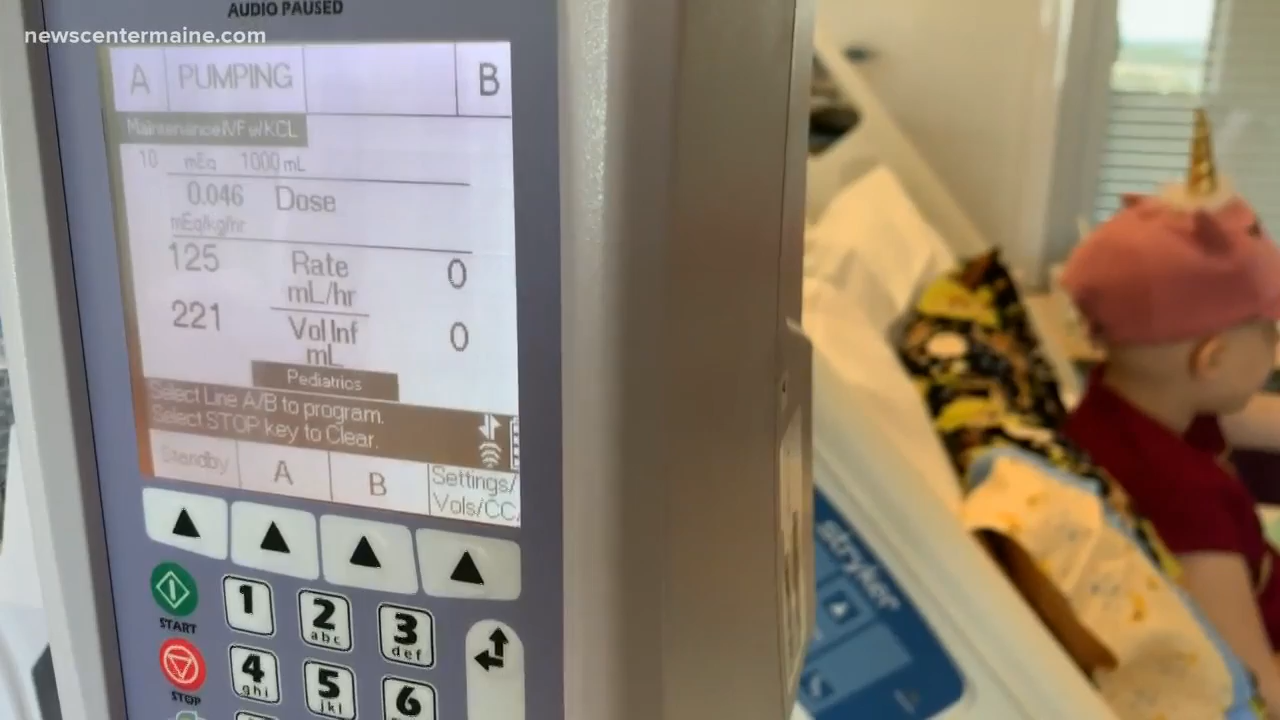 AUDIO PAUSED
newscentermaine.com
A PUMPING B
Maintenance IVF w/KCL
10 mEq 1000 mL
0.046 Dose
mEq/kg/hr
125 Rate 0
mL/hr
221 Vol Inf 0
mL
Pediatrics
Select Line A/B to program.
Select STOP key to Clear.
Standby A B Settings/
Vols/CC
START
1 2 3
abc def
STOP
4 5 6
ghi jkl
stryker